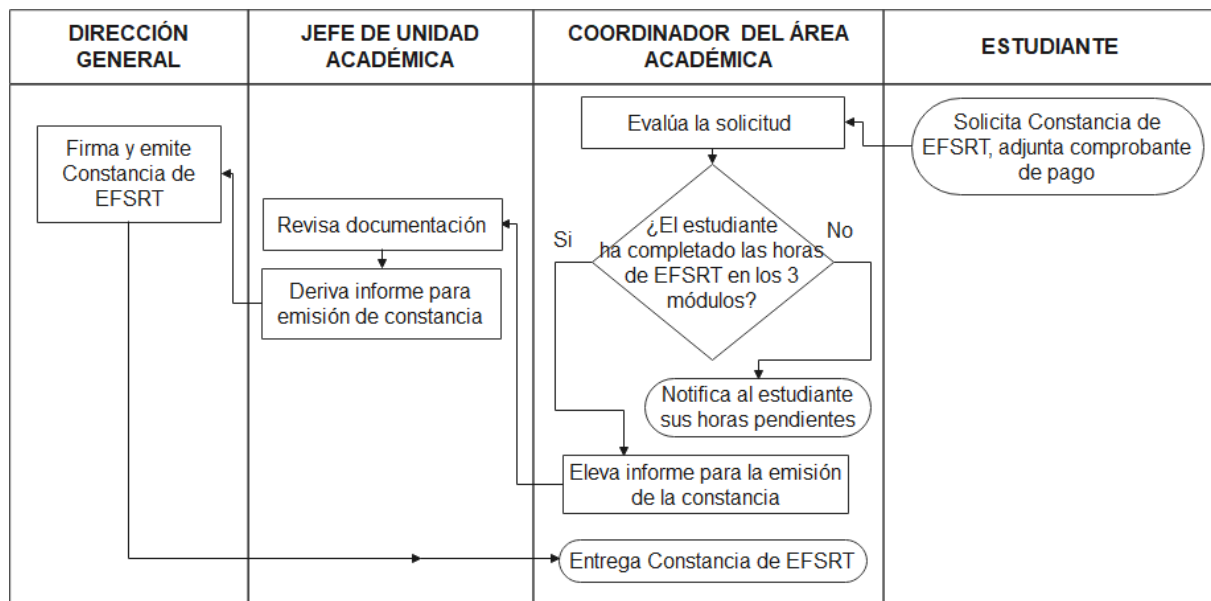 DIRECCIÓN
GENERAL
JEFE DE UNIDAD
ACADÉMICA
COORDINADOR DEL ÁREA
ACADÉMICA
ESTUDIANTE
Solicita Constancia de
EFSRT, adjunta comprobante
de pago
Evalúa la solicitud
¿El estudiante
ha completado las horas
de EFSRT en los 3
módulos?
Si
No
Notifica al estudiante
sus horas pendientes
Eleva informe para la emisión
de la constancia
Revisa documentación
Deriva informe para
emisión de constancia
Firma y emite
Constancia de
EFSRT
Entrega Constancia de EFSRT